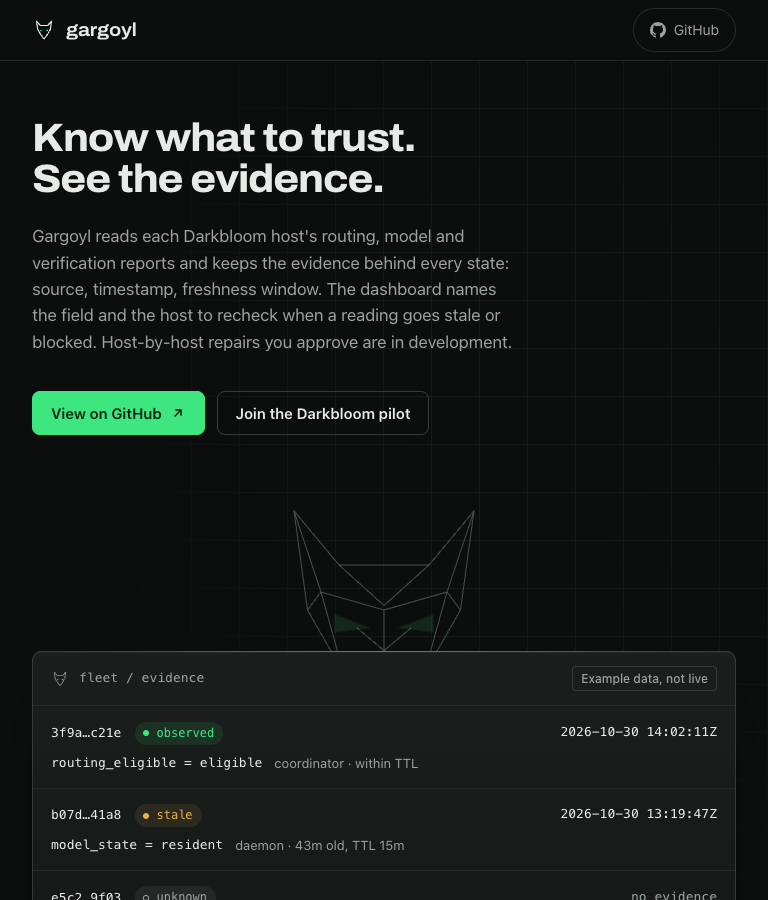 gargoyl
GitHub
Know what to trust.
See the evidence.
Gargoyl reads each Darkbloom host's routing, model and
verification reports and keeps the evidence behind every state:
source, timestamp, freshness window. The dashboard names
the field and the host to recheck when a reading goes stale or
blocked. Host-by-host repairs you approve are in development.
View on GitHub ↗
Join the Darkbloom pilot
fleet / evidence
Example data, not live
3f9a…c21e
observed
2026-10-30 14:02:11Z
routing_eligible = eligible coordinator · within TTL
b07d…41a8
stale
2026-10-30 13:19:47Z
model_state = resident daemon · 43m old, TTL 15m
e5c2…9f03
unknown
no evidence